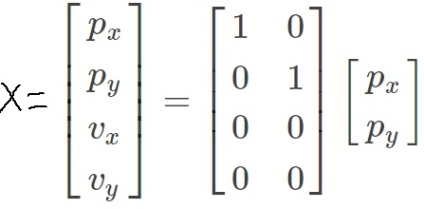 X = [ p_x ; p_y ; v_x ; v_y ] = [ 1 0 ; 0 1 ; 0 0 ; 0 0 ] [ p_x ; p_y ]